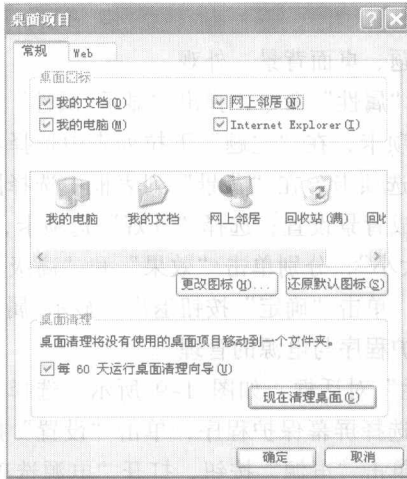 桌面项目
常规 Web
桌面图标
我的文档(D) 网上邻居(N)
我的电脑(M) Internet Explorer(I)
我的电脑 我的文档 网上邻居 回收站(满)
更改图标(H)... 还原默认图标(S)
桌面清理
桌面清理将没有使用的桌面项目移动到一个文件夹。
每 60 天运行桌面清理向导(U)
现在清理桌面(C)
确定 取消